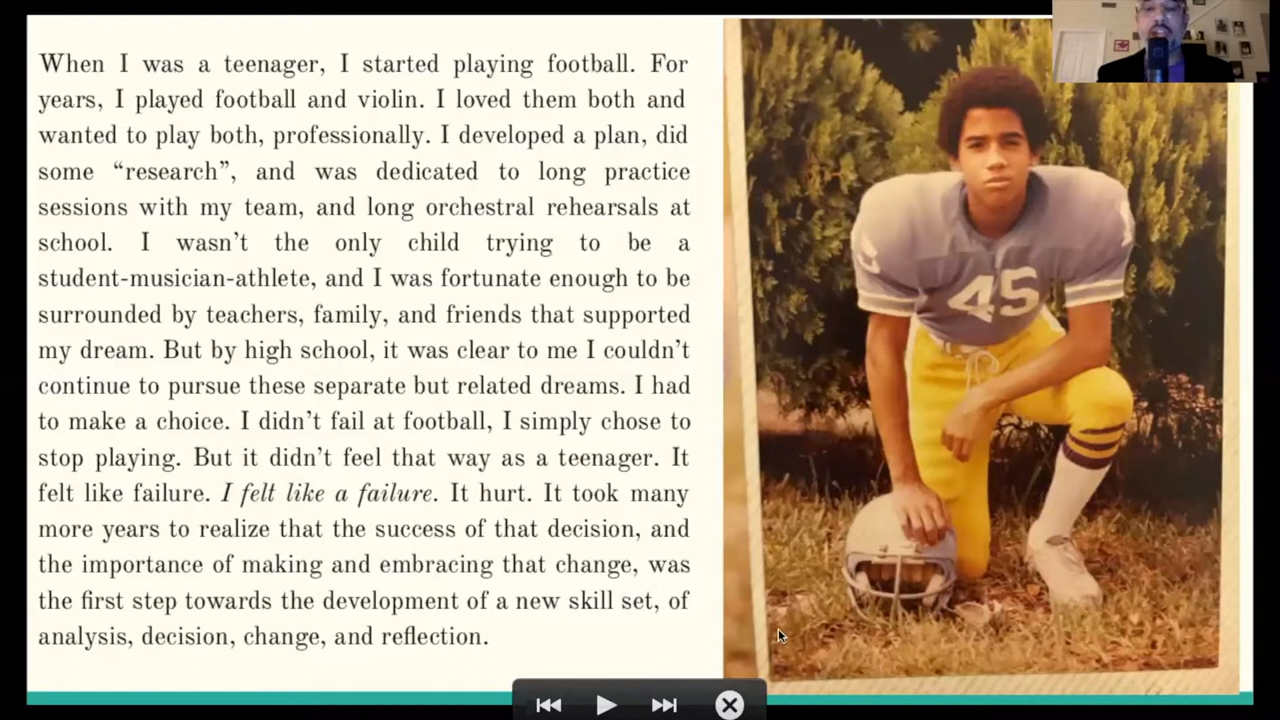 When I was a teenager, I started playing football. For
years, I played football and violin. I loved them both and
wanted to play both, professionally. I developed a plan, did
some “research”, and was dedicated to long practice
sessions with my team, and long orchestral rehearsals at
school. I wasn’t the only child trying to be a
student-musician-athlete, and I was fortunate enough to be
surrounded by teachers, family, and friends that supported
my dream. But by high school, it was clear to me I couldn’t
continue to pursue these separate but related dreams. I had
to make a choice. I didn’t fail at football, I simply chose to
stop playing. But it didn’t feel that way as a teenager. It
felt like failure. I felt like a failure. It hurt. It took many
more years to realize that the success of that decision, and
the importance of making and embracing that change, was
the first step towards the development of a new skill set, of
analysis, decision, change, and reflection.
45